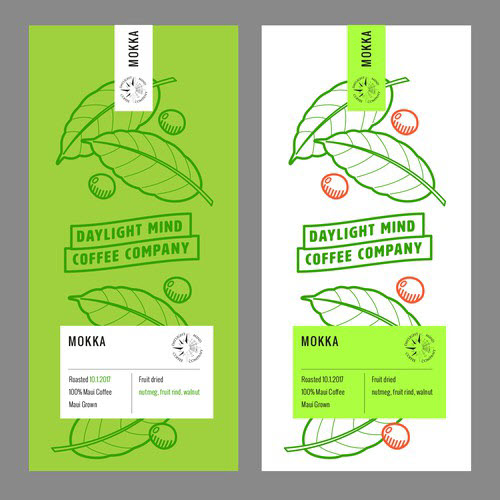 MOKKA
DAYLIGHT MIND
COFFEE COMPANY
MOKKA
Roasted 10.1.2017
100% Maui Coffee
Maui Grown
Fruit dried
nutmeg, fruit rind, walnut
MOKKA
DAYLIGHT MIND
COFFEE COMPANY
MOKKA
Roasted 10.1.2017
100% Maui Coffee
Maui Grown
Fruit dried
nutmeg, fruit rind, walnut